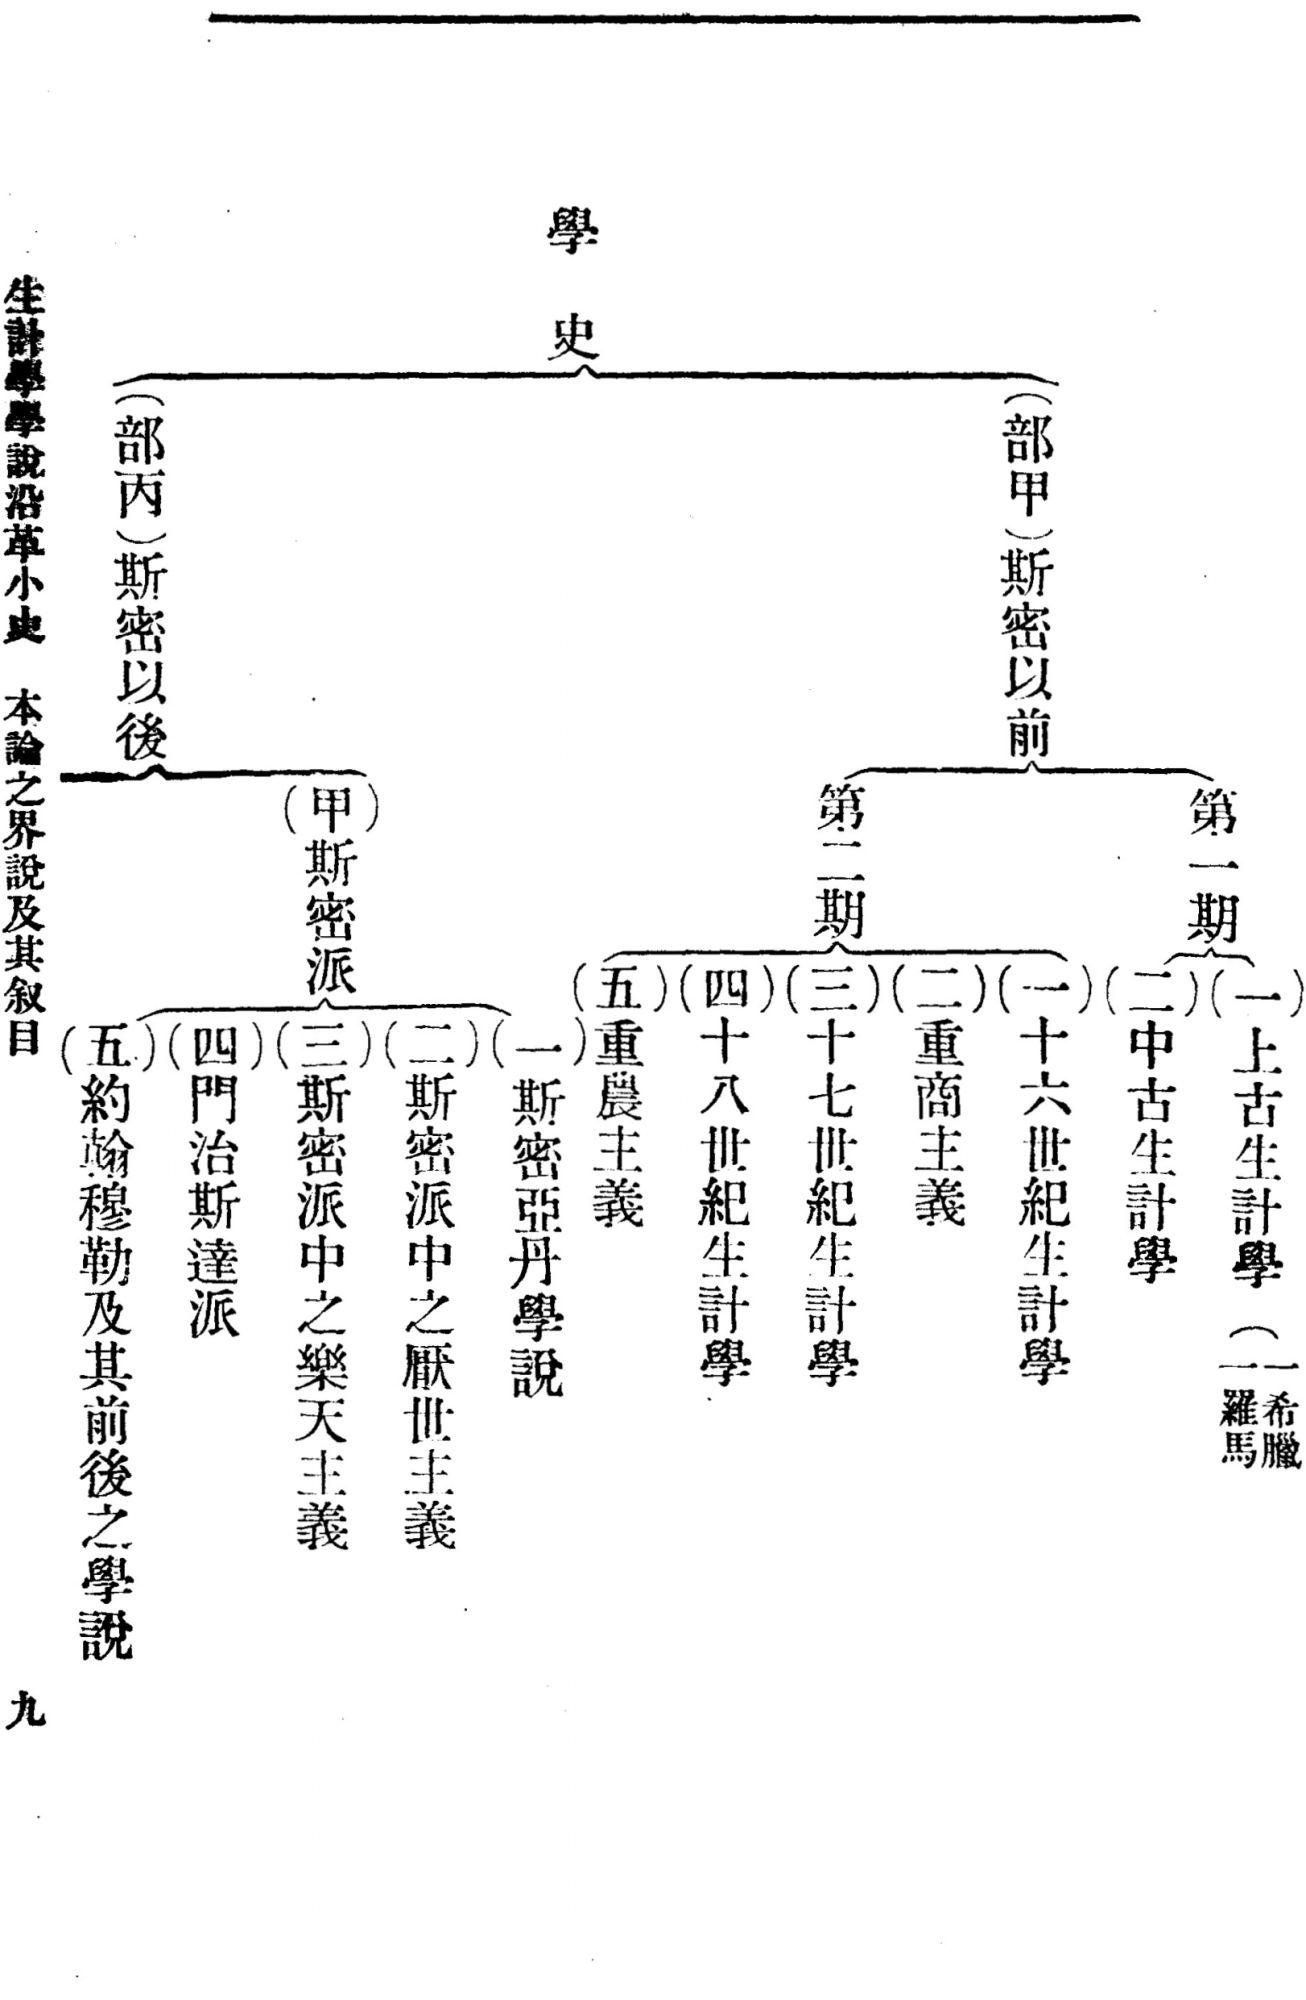 學史
（部甲）斯密以前
第一期
（一）上古生計學（一希臘
一羅馬
（二）中古生計學
第二期
（一）十六世紀生計學
（二）重商主義
（三）十七世紀生計學
（四）十八世紀生計學
（五）重農主義
（部丙）斯密以後
（甲）斯密派
（一）斯密亞丹學說
（二）斯密派中之厭世主義
（三）斯密派中之樂天主義
（四）門治斯達派
（五）約翰穆勒及其前後之學說
生計學學說沿革小史　本論之界說及其叙目
九